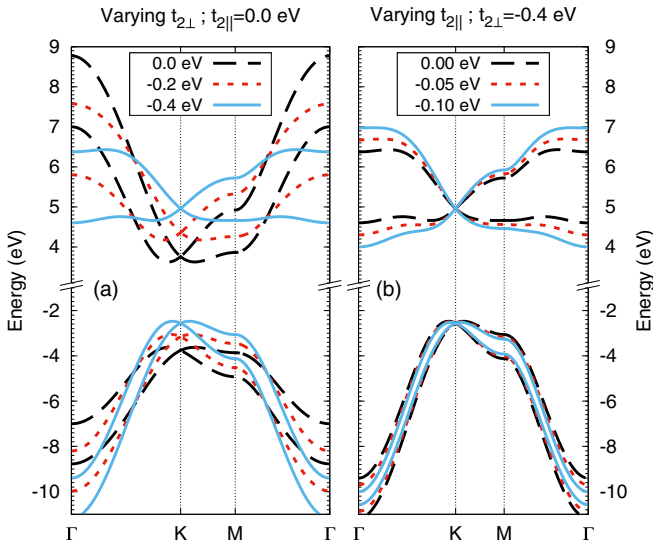 Varying t2⊥ ; t2||=0.0 eV
Varying t2|| ; t2⊥=-0.4 eV
0.0 eV
-0.2 eV
-0.4 eV
0.00 eV
-0.05 eV
-0.10 eV
9
8
7
6
5
4
-2
-4
-6
-8
-10
Energy (eV)
(a)
Γ K M Γ
9
8
7
6
5
4
-2
-4
-6
-8
-10
Energy (eV)
(b)
Γ K M Γ